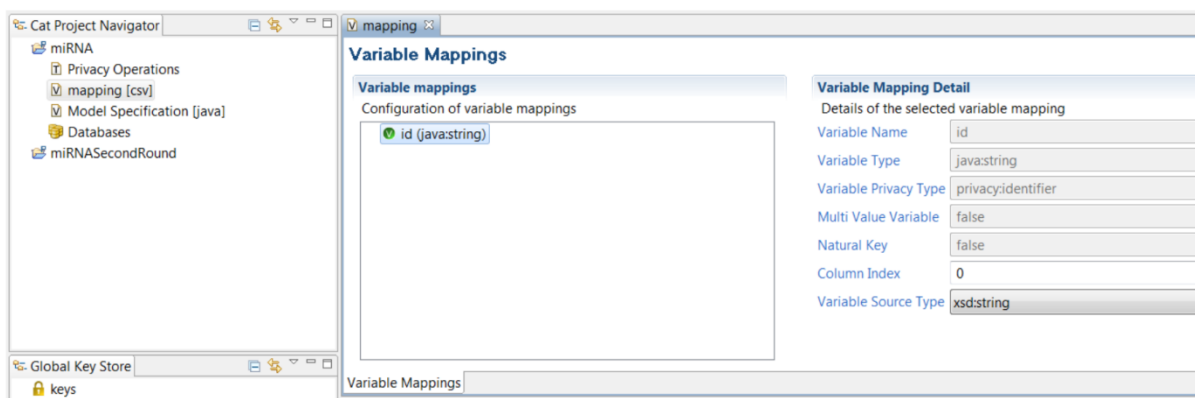 Cat Project Navigator
miRNA
Privacy Operations
mapping [csv]
Model Specification [java]
Databases
miRNASecondRound
Global Key Store
keys
mapping
Variable Mappings
Variable mappings
Configuration of variable mappings
id (java:string)
Variable Mapping Detail
Details of the selected variable mapping
Variable Name id
Variable Type java:string
Variable Privacy Type privacy:identifier
Multi Value Variable false
Natural Key false
Column Index 0
Variable Source Type xsd:string
Variable Mappings